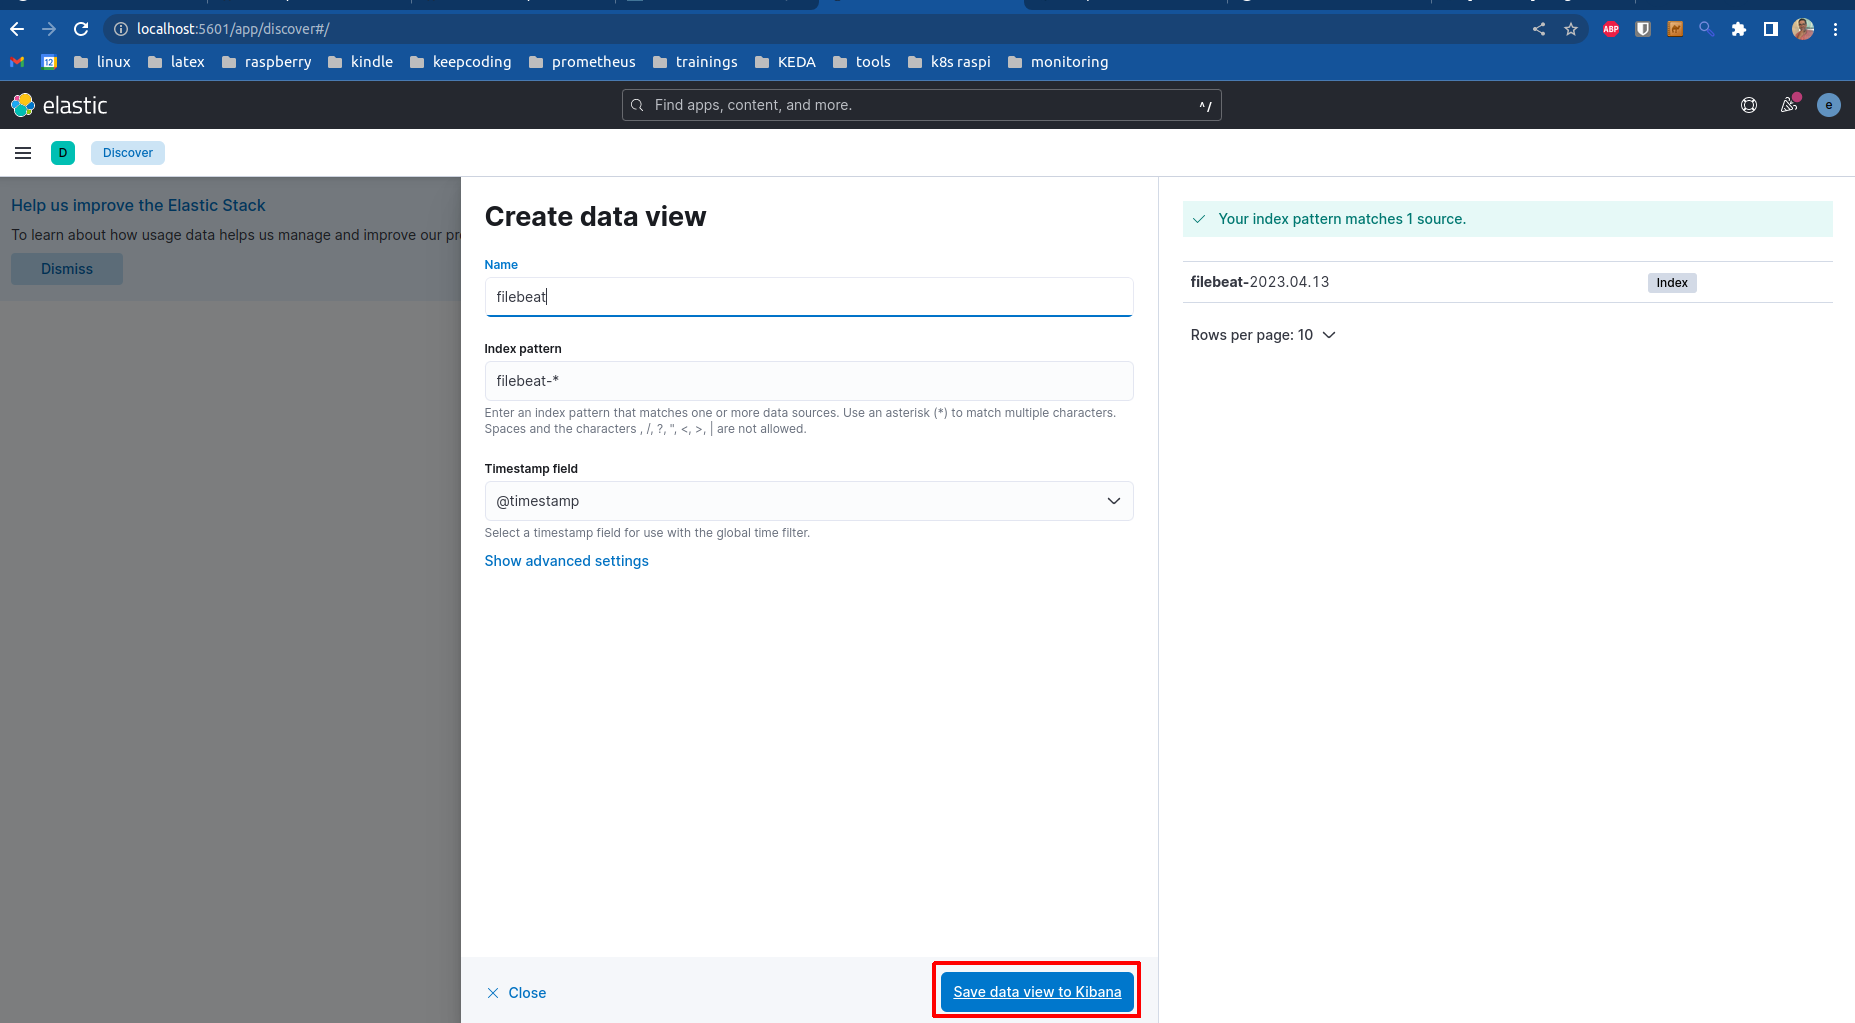 localhost:5601/app/discover#/
ABP
12 linux latex raspberry kindle keepcoding prometheus trainings KEDA tools k8s raspi monitoring
elastic
Find apps, content, and more.
^/
e
D
Discover
Help us improve the Elastic Stack
To learn about how usage data helps us manage and improve our pr
Dismiss
Create data view
Name
filebeat
Index pattern
filebeat-*
Enter an index pattern that matches one or more data sources. Use an asterisk (*) to match multiple characters.
Spaces and the characters , /, ?, ", <, >, | are not allowed.
Timestamp field
@timestamp
Select a timestamp field for use with the global time filter.
Show advanced settings
Close
Save data view to Kibana
✓ Your index pattern matches 1 source.
filebeat-2023.04.13 Index
Rows per page: 10